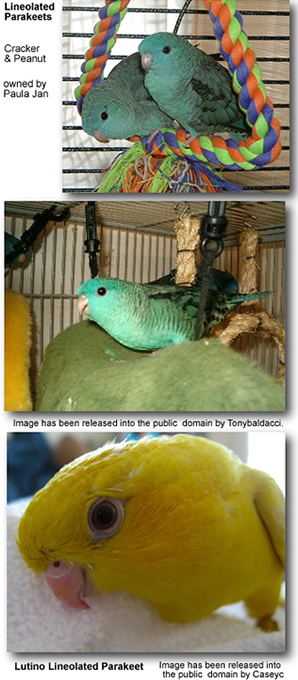 Lineolated
Parakeets
Cracker
& Peanut
owned by
Paula Jan
Image has been released into the public domain by Tonybaldacci.
Lutino Lineolated Parakeet
Image has been released into
the public domain by Caseyc